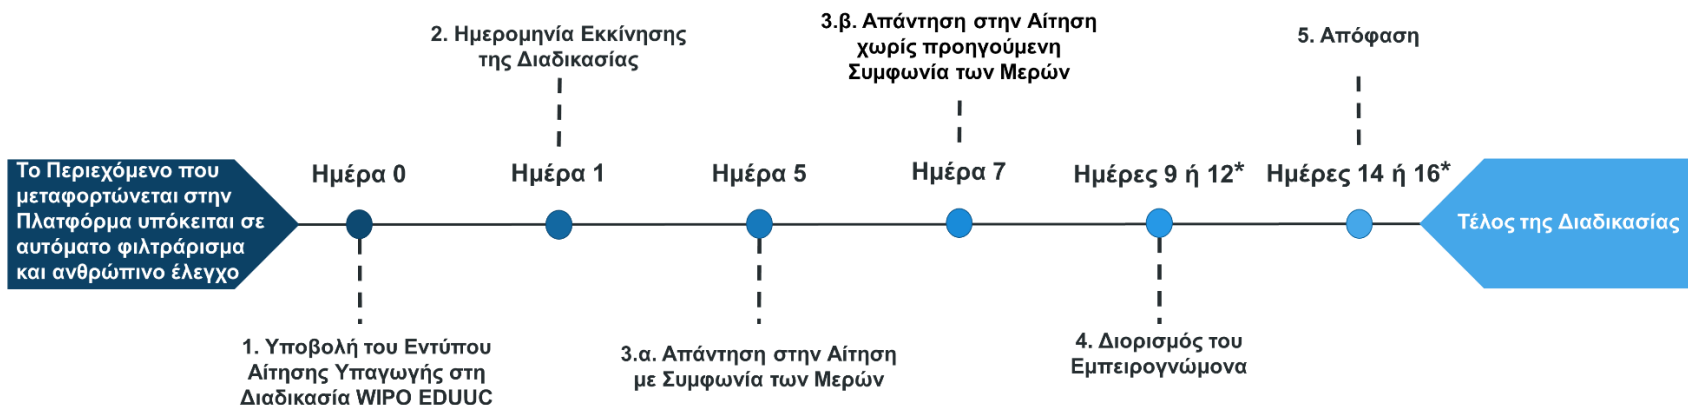 Το Περιεχόμενο που
μεταφορτώνεται στην
Πλατφόρμα υπόκειται σε
αυτόματο φιλτράρισμα
και ανθρώπινο έλεγχο
Ημέρα 0
1. Υποβολή του Εντύπου
Αίτησης Υπαγωγής στη
Διαδικασία WIPO EDUUC
2. Ημερομηνία Εκκίνησης
της Διαδικασίας
Ημέρα 1
Ημέρα 5
3.α. Απάντηση στην Αίτηση
με Συμφωνία των Μερών
3.β. Απάντηση στην Αίτηση
χωρίς προηγούμενη
Συμφωνία των Μερών
Ημέρα 7
Ημέρες 9 ή 12*
4. Διορισμός του
Εμπειρογνώμονα
5. Απόφαση
Ημέρες 14 ή 16*
Τέλος της Διαδικασίας